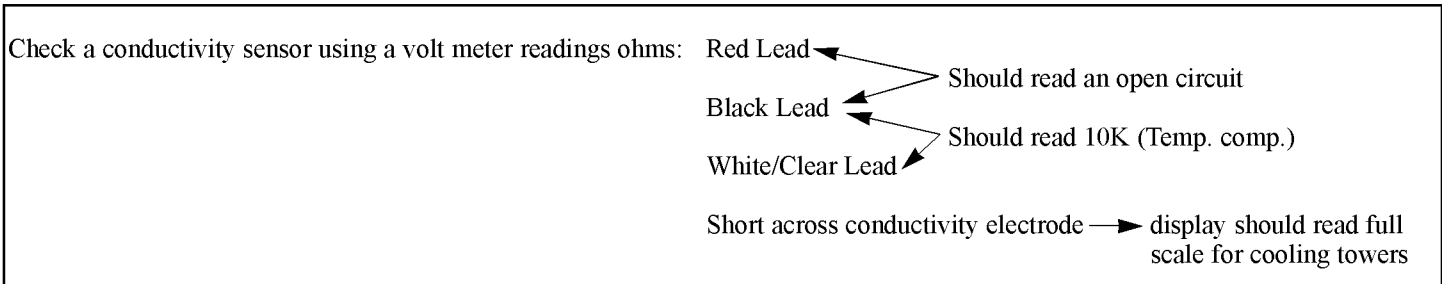 Check a conductivity sensor using a volt meter readings ohms: Red Lead
Should read an open circuit
Black Lead
Should read 10K (Temp. comp.)
White/Clear Lead
Short across conductivity electrode display should read full
scale for cooling towers